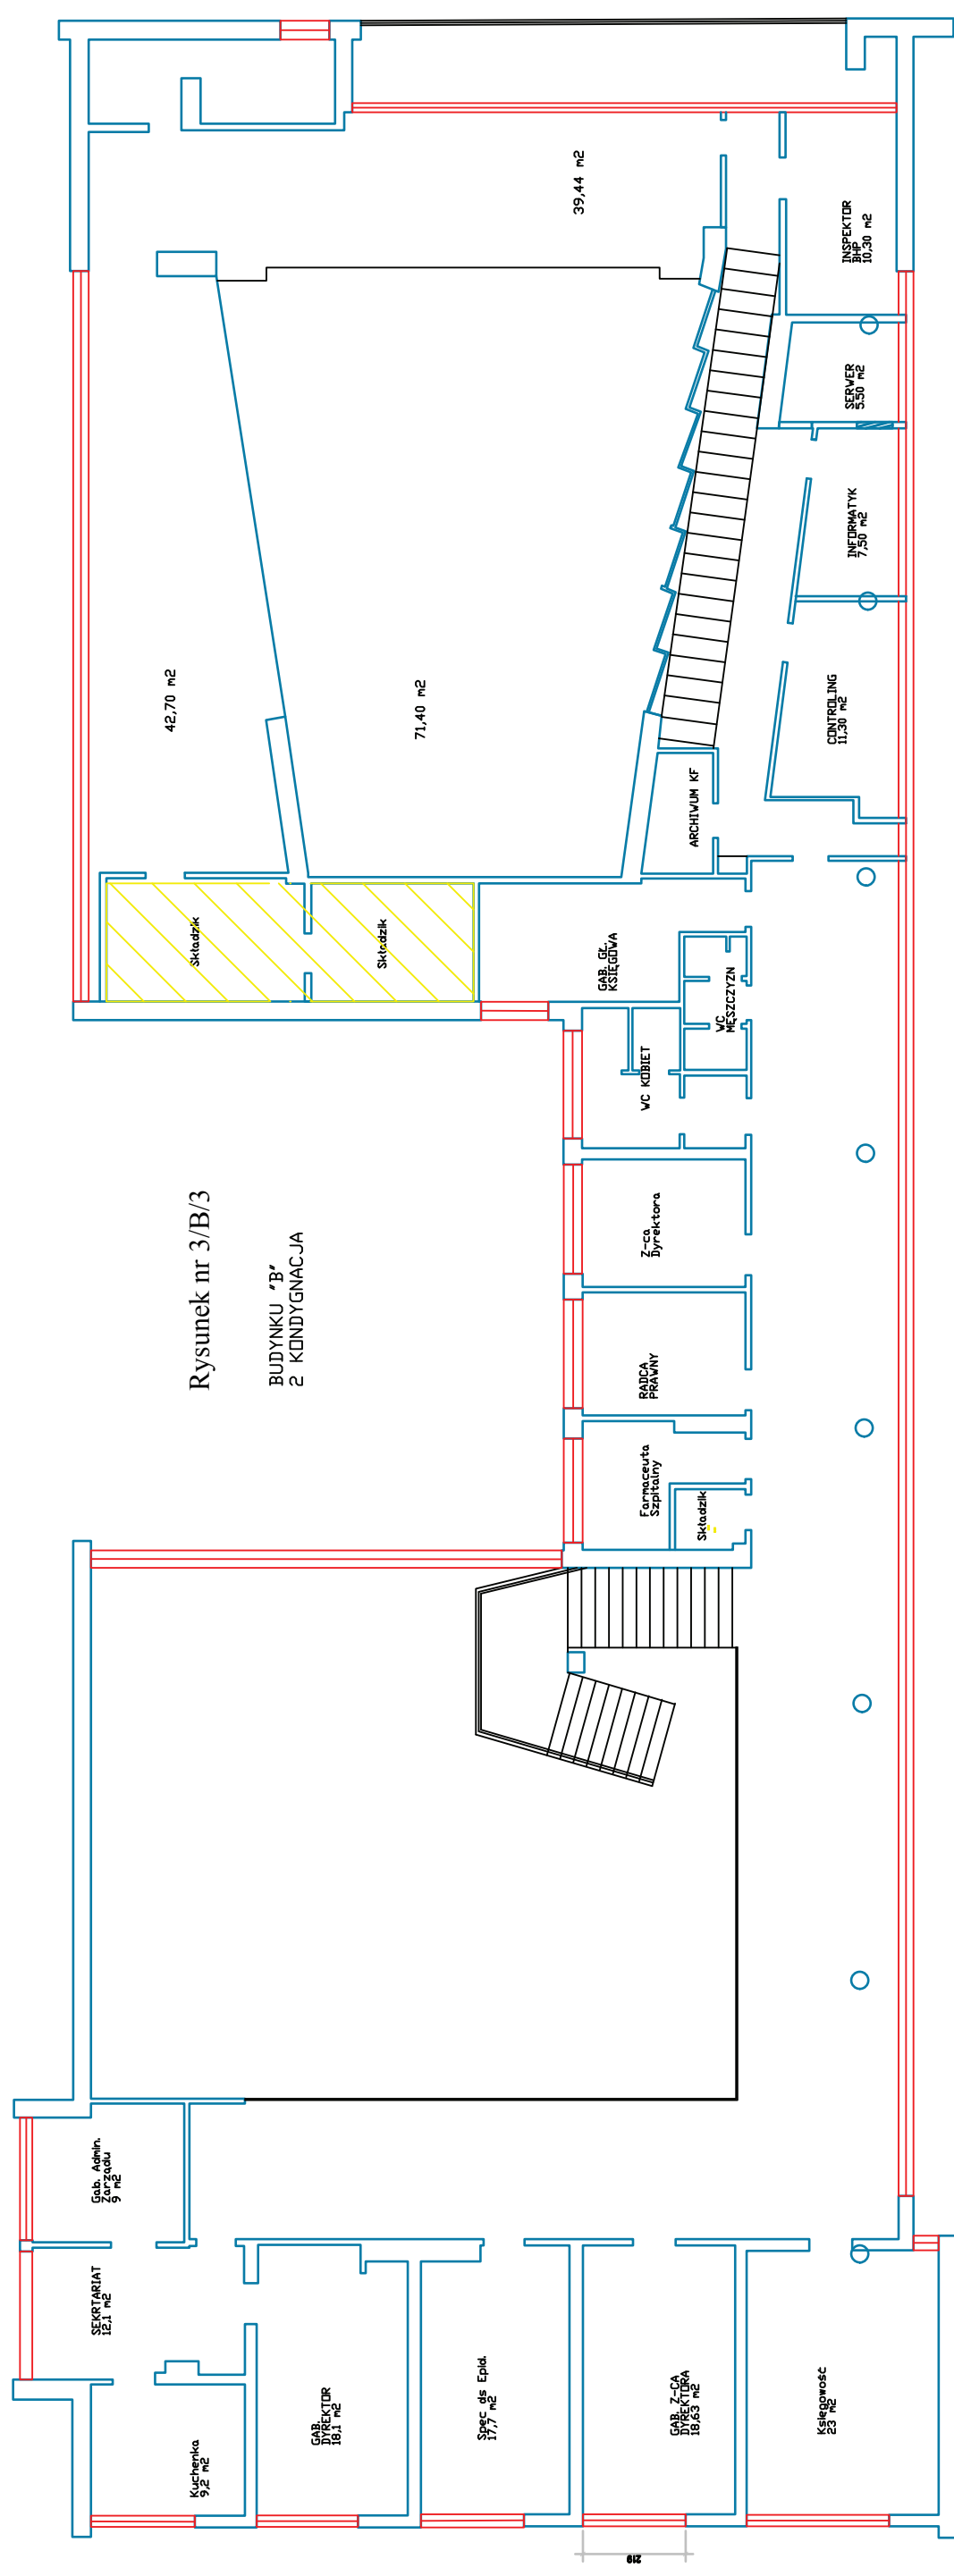 Rysunek nr 3/B/3
BUDYNKU "B"
2 KONDYGNACJA
39,44 m2
INSPEKTOR
BHP
10,30 m2
SERWER
5.50 m2
INFORMATYK
7,50 m2
42,70 m2
71,40 m2
CONTROLING
11,30 m2
ARCHIWUM KF
Składzik
Składzik
GAB. GŁ.
KSIĘGOWA
WC
MĘSZCZYZN
WC KOBIET
Z-ca
Dyrektora
RADCA
PRAWNY
Farmaceuta
Szpitalny
Składzik
Gab. Admin.
Zarządu
9 m2
SEKRTARIAT
12,1 m2
Kuchenka
9,2 m2
GAB.
DYREKTOR
18,1 m2
Spec ds Epid.
17,7 m2
GAB. Z-CA
DYREKTORA
18,63 m2
Księgowość
23 m2